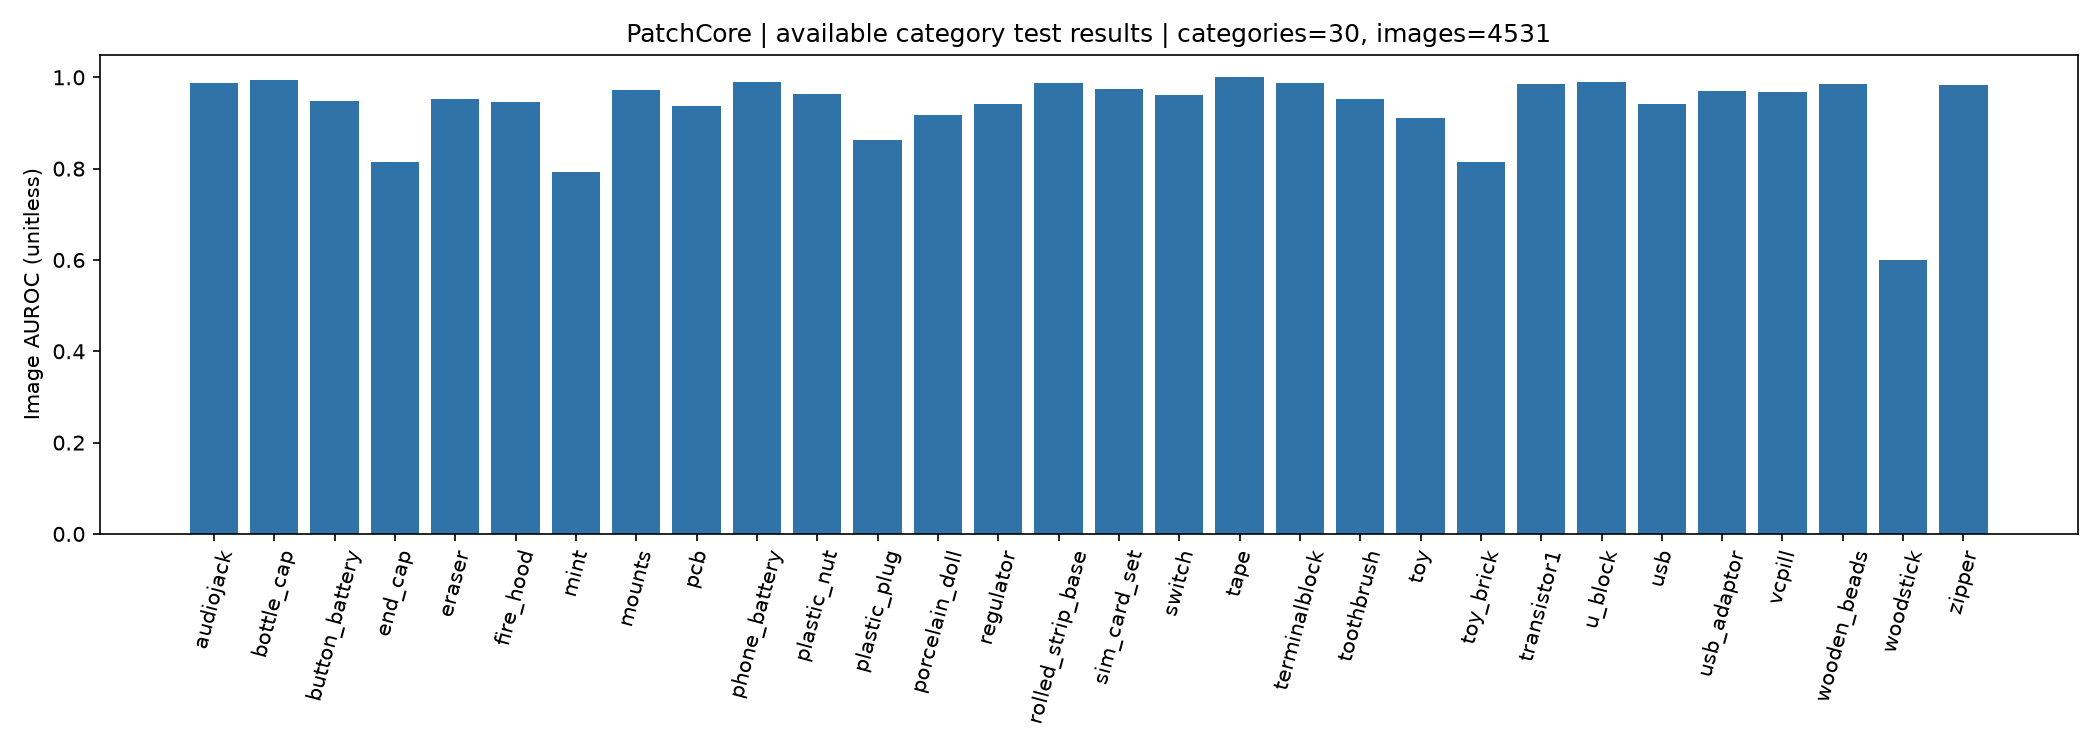 PatchCore | available category test results | categories=30, images=4531
Image AUROC (unitless)
1.0
0.8
0.6
0.4
0.2
0.0
audiojack
bottle_cap
button_battery
end_cap
eraser
fire_hood
mint
mounts
pcb
phone_battery
plastic_nut
plastic_plug
porcelain_doll
regulator
rolled_strip_base
sim_card_set
switch
tape
terminalblock
toothbrush
toy
toy_brick
transistor1
u_block
usb
usb_adaptor
vcpill
wooden_beads
woodstick
zipper